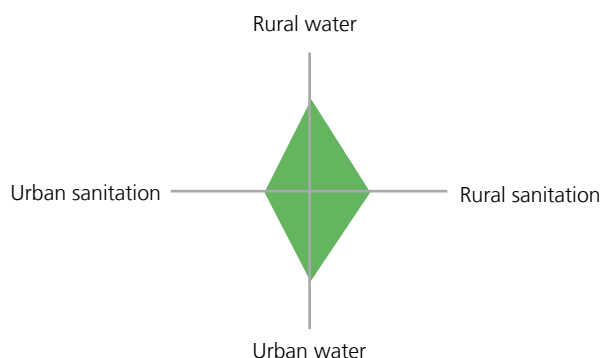 Rural water
Urban sanitation
Rural sanitation
Urban water